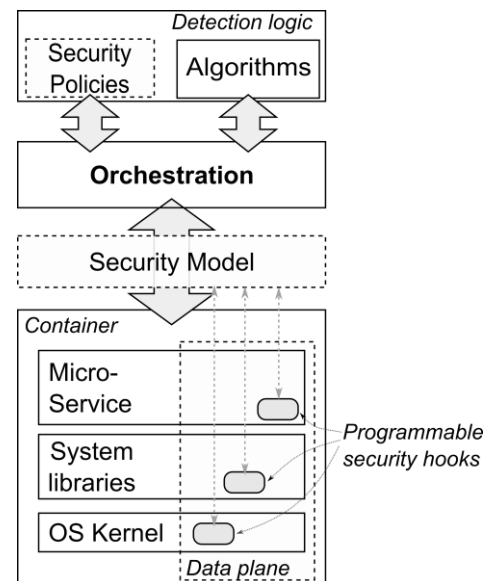 Detection logic
Security
Policies
Algorithms
Orchestration
Security Model
Container
Micro-
Service
System
libraries
OS Kernel
Programmable
security hooks
Data plane